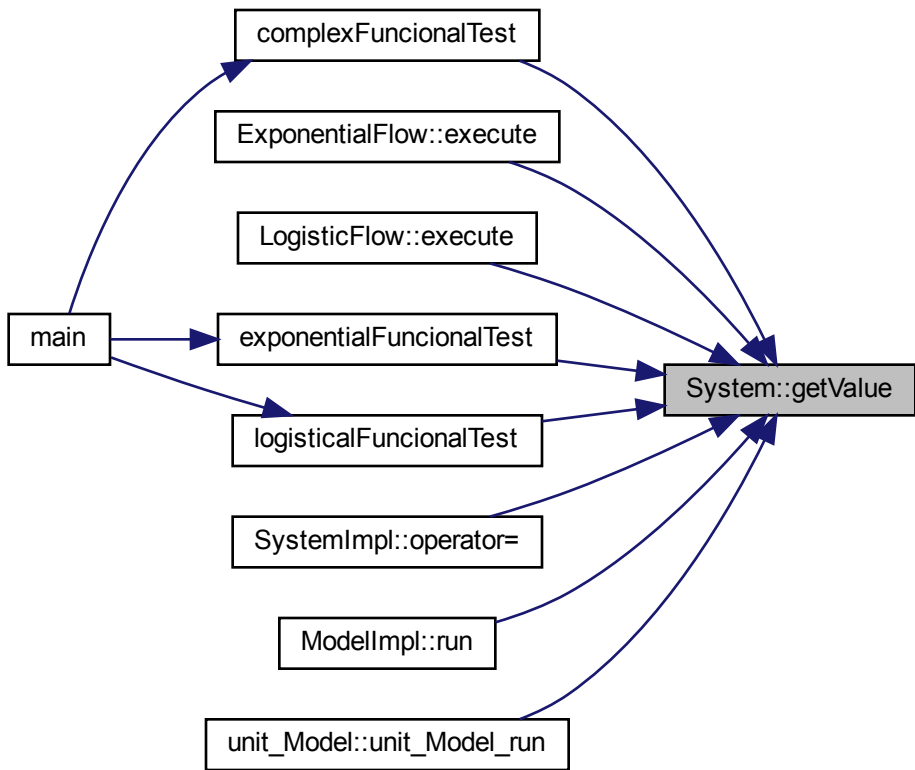 complexFuncionalTest
ExponentialFlow::execute
LogisticFlow::execute
main
exponentialFuncionalTest
System::getValue
logisticalFuncionalTest
SystemImpl::operator=
ModelImpl::run
unit_Model::unit_Model_run